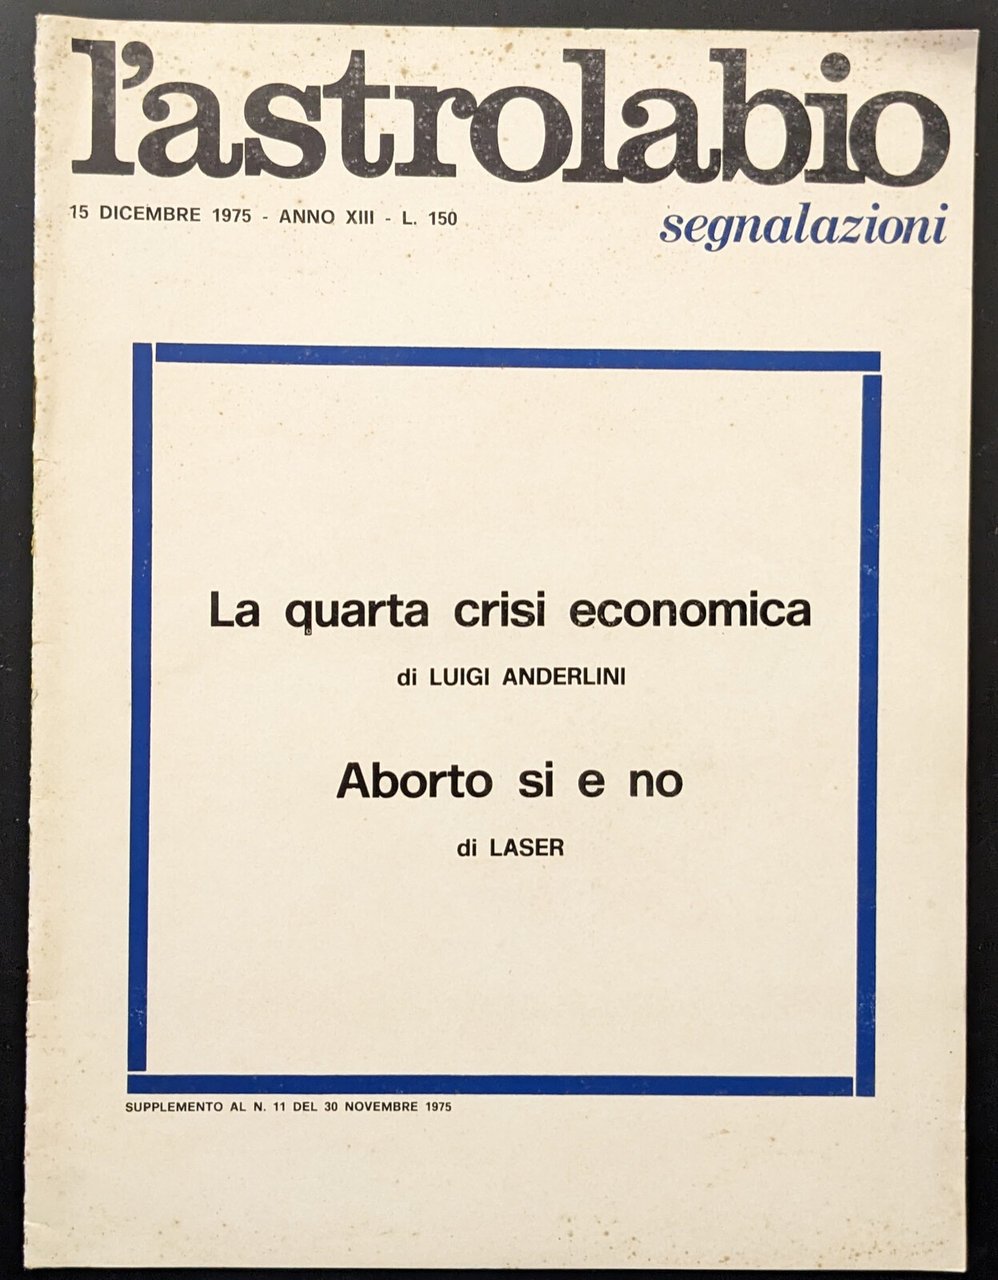 l'astrolabio
15 DICEMBRE 1975 - ANNO XIII - L. 150
segnalazioni
La quarta crisi economica
di LUIGI ANDERLINI
Aborto si e no
di LASER
SUPPLEMENTO AL N. 11 DEL 30 NOVEMBRE 1975